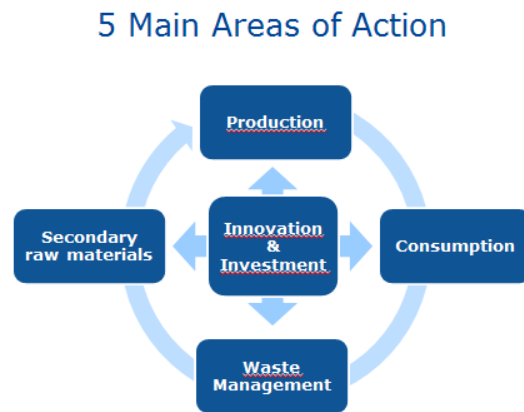 5 Main Areas of Action
Production
Secondary
raw materials
Innovation
&
Investment
Consumption
Waste
Management